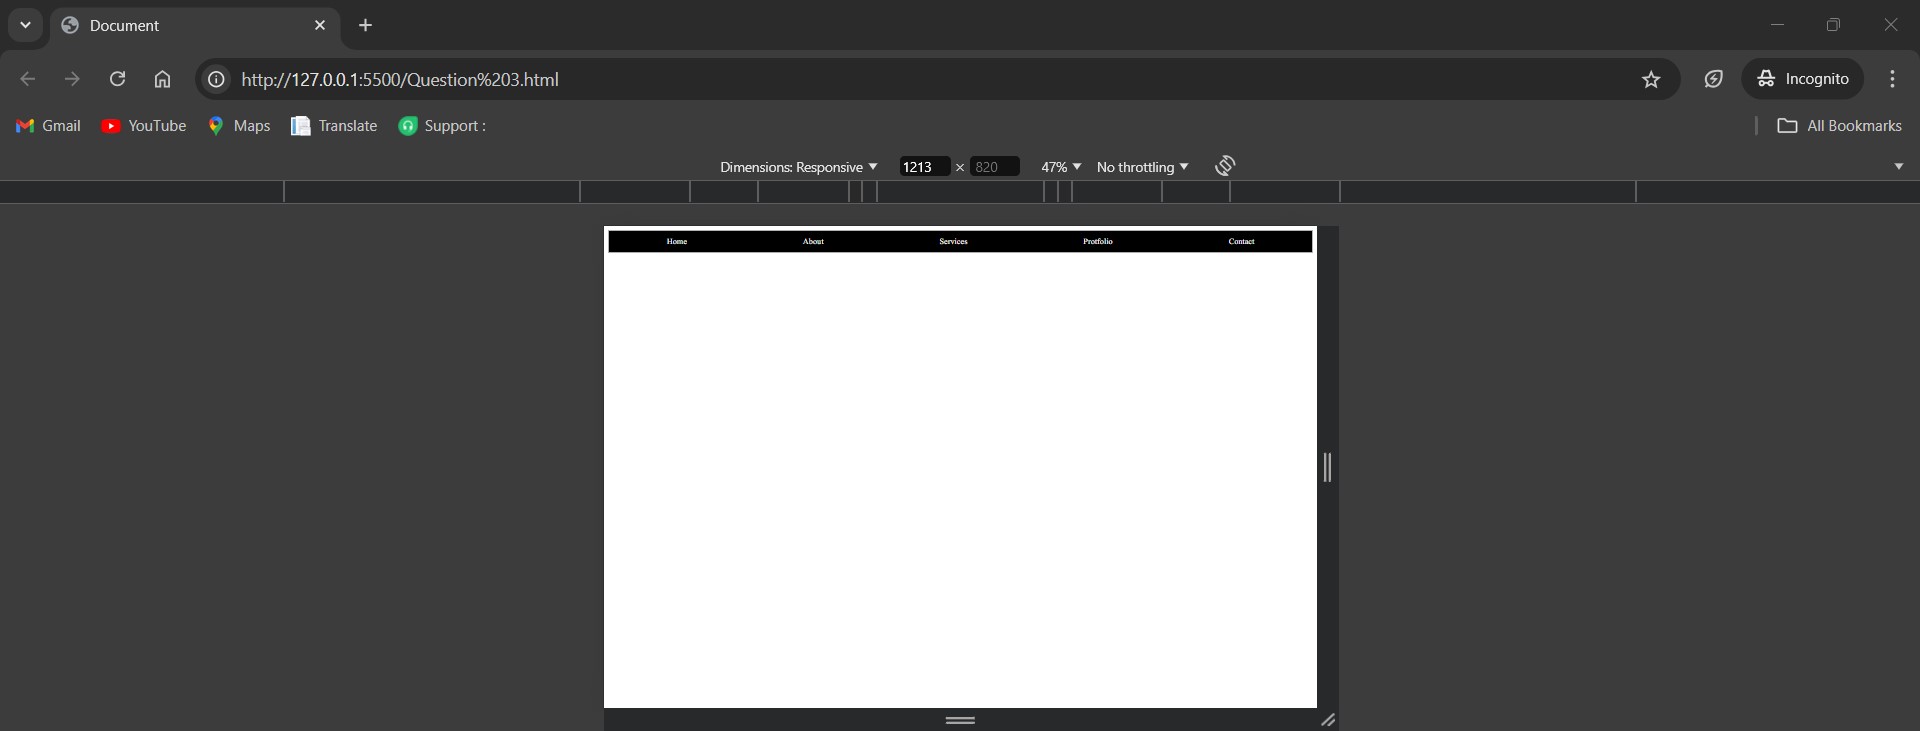 Document
http://127.0.0.1:5500/Question%203.html
Incognito
Gmail YouTube Maps Translate Support :
All Bookmarks
Dimensions: Responsive 1213 × 820 47% No throttling
Home About Services Protfolio Contact